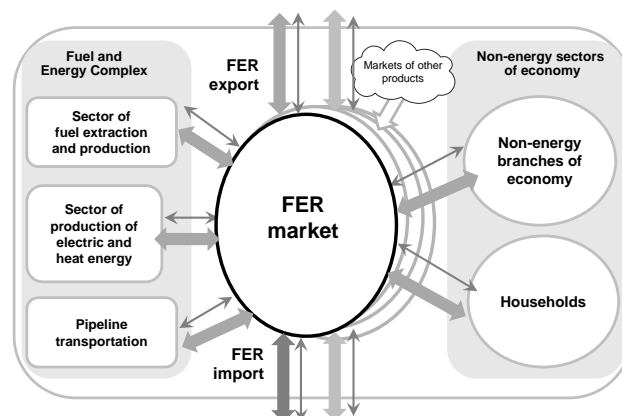 Fuel and
Energy Complex
FER
export
Markets of other
products
Non-energy sectors
of economy
Sector of
fuel extraction
and production
Non-energy
branches of
economy
FER
market
Sector of
production of
electric and
heat energy
Households
Pipeline
transportation
FER
import